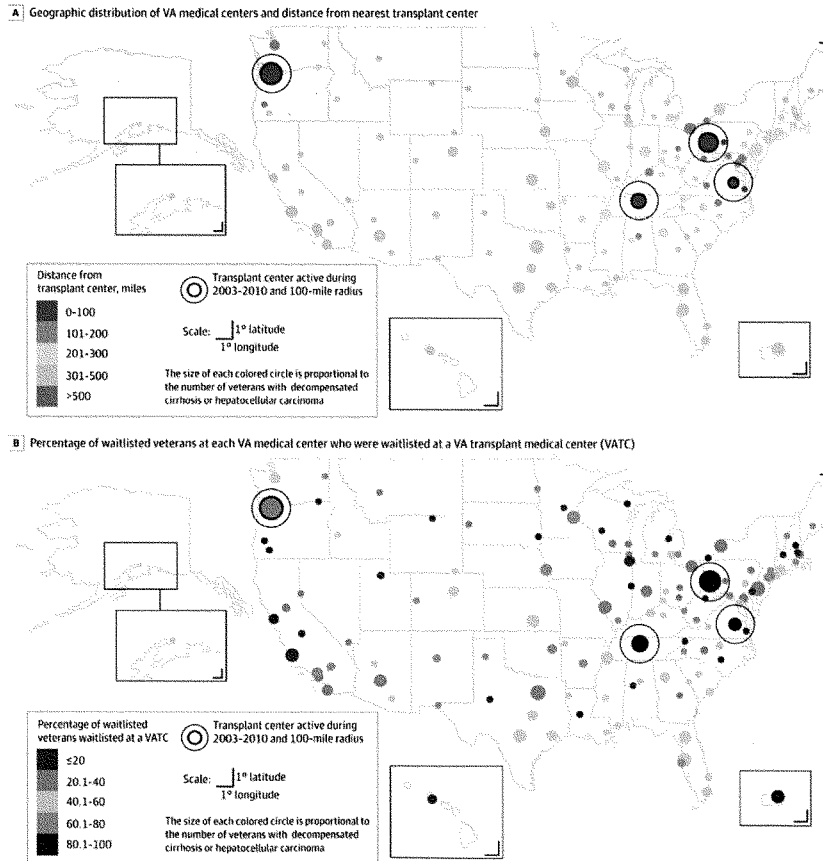 A Geographic distribution of VA medical centers and distance from nearest transplant center
Distance from
transplant center, miles
0-100
101-200
201-300
301-500
>500
Transplant center active during
2003-2010 and 100-mile radius
Scale: 1° latitude
1° longitude
The size of each colored circle is proportional to
the number of veterans with decompensated
cirrhosis or hepatocellular carcinoma
B Percentage of waitlisted veterans at each VA medical center who were waitlisted at a VA transplant medical center (VATC)
Percentage of waitlisted
veterans waitlisted at a VATC
≤20
20.1-40
40.1-60
60.1-80
80.1-100
Transplant center active during
2003-2010 and 100-mile radius
Scale: 1° latitude
1° longitude
The size of each colored circle is proportional to
the number of veterans with decompensated
cirrhosis or hepatocellular carcinoma